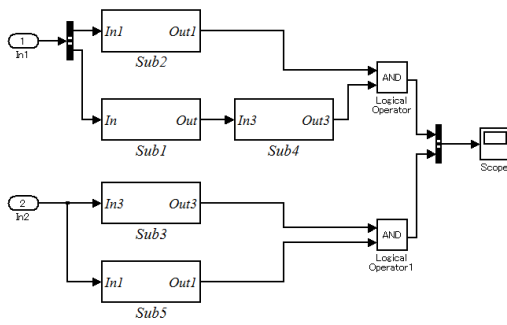 1
In1
In1 Out1
Sub2
In Out
Sub1
In3 Out3
Sub4
AND
Logical
Operator
Scope
2
In2
In3 Out3
Sub3
In1 Out1
Sub5
AND
Logical
Operator1